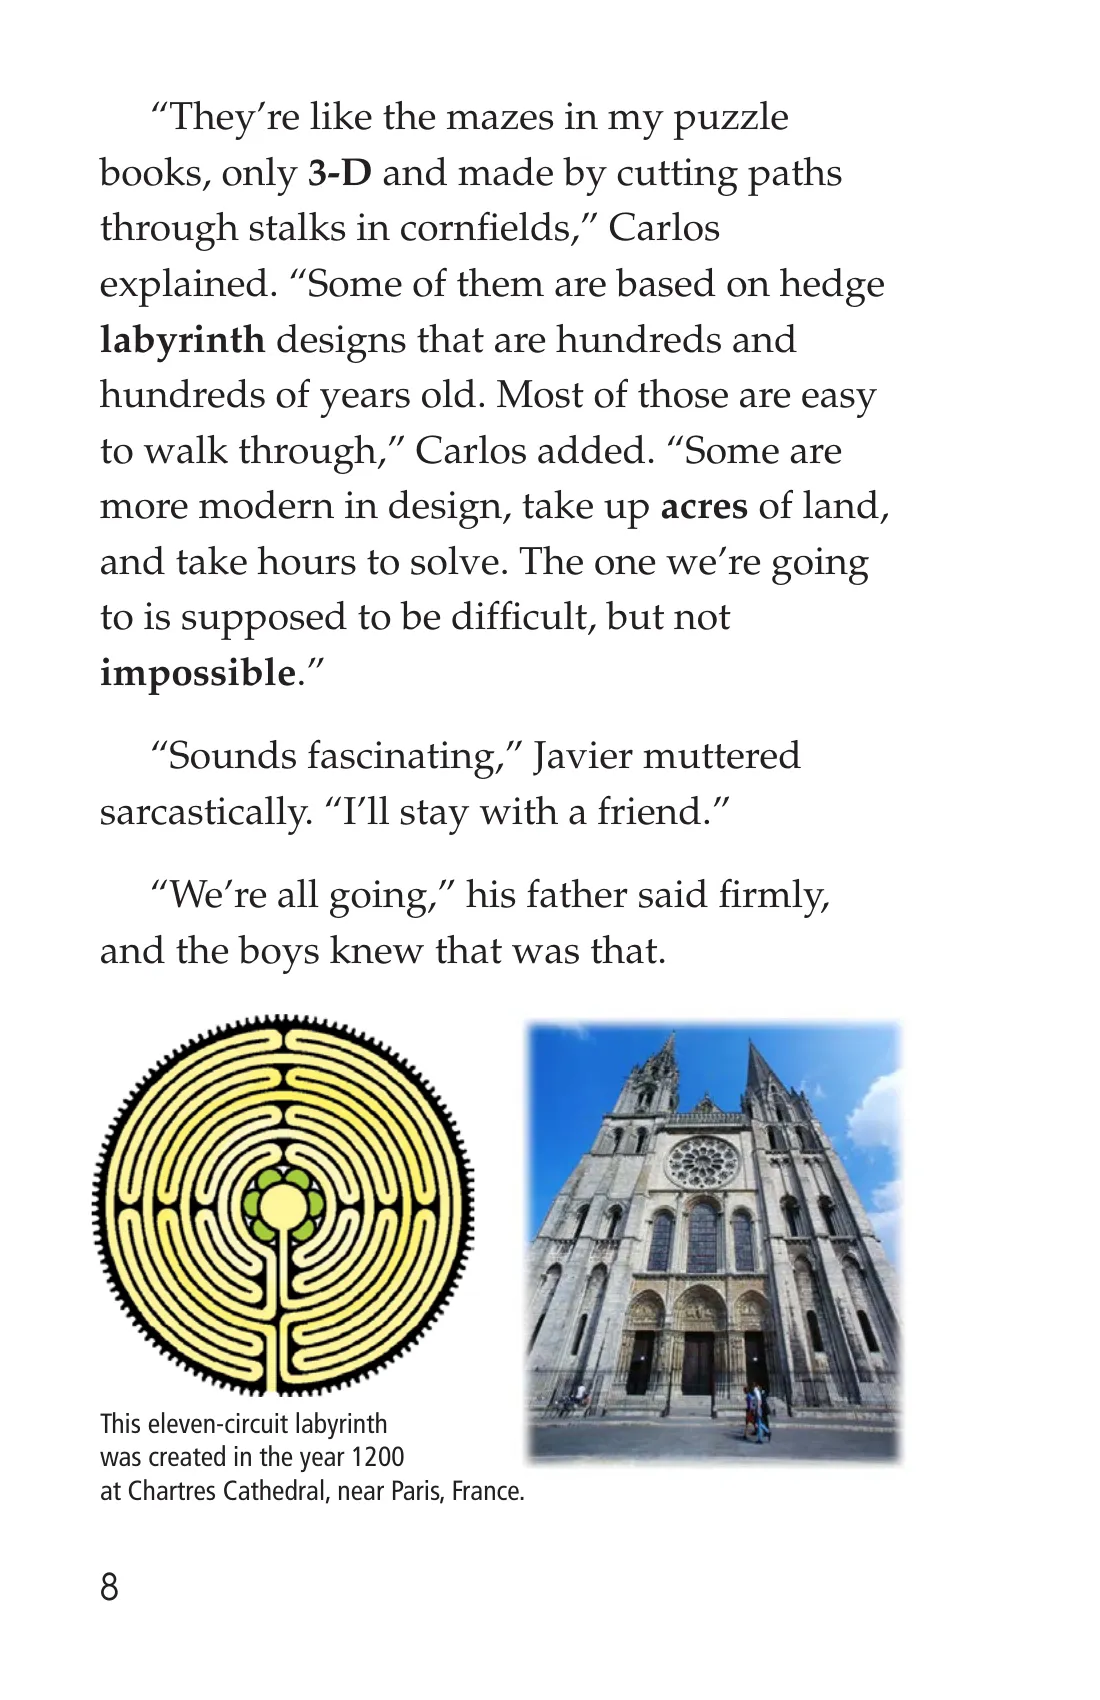 “They’re like the mazes in my puzzle
books, only 3-D and made by cutting paths
through stalks in cornfields,” Carlos
explained. “Some of them are based on hedge
labyrinth designs that are hundreds and
hundreds of years old. Most of those are easy
to walk through,” Carlos added. “Some are
more modern in design, take up acres of land,
and take hours to solve. The one we’re going
to is supposed to be difficult, but not
impossible.”
“Sounds fascinating,” Javier muttered
sarcastically. “I’ll stay with a friend.”
“We’re all going,” his father said firmly,
and the boys knew that was that.
This eleven-circuit labyrinth
was created in the year 1200
at Chartres Cathedral, near Paris, France.
8